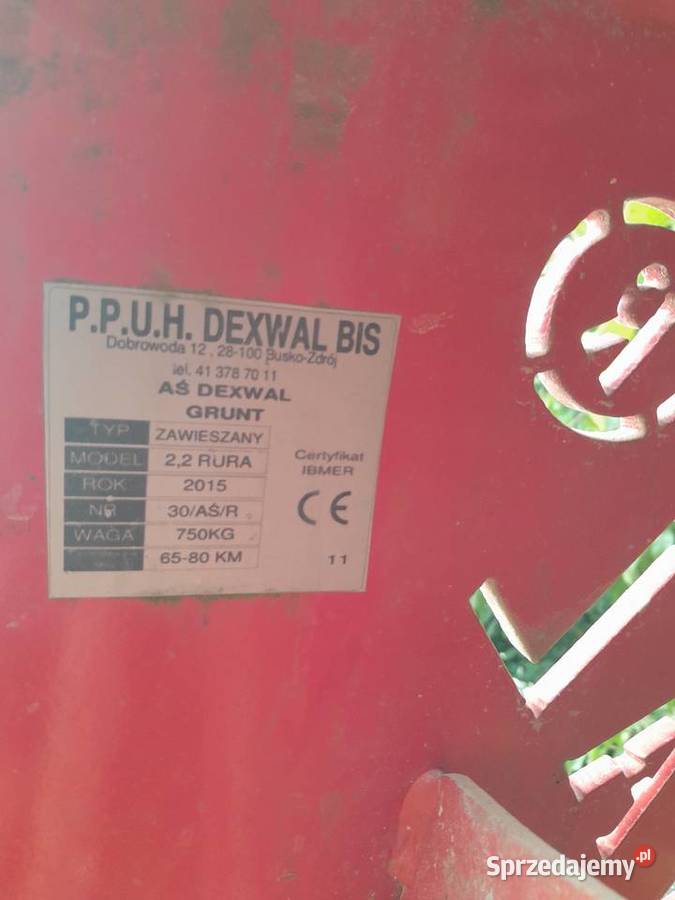 P.P.U.H. DEXWAL BIS
Dobrowoda 12 , 28-100 Busko-Zdrój
tel. 41 378 70 11
AŚ DEXWAL
GRUNT
TYP ZAWIESZANY
MODEL 2,2 RURA
ROK 2015
NR 30/AŚ/R
WAGA 750KG
65-80 KM
Certyfikat
IBMER
CE
11
Sprzedajemy.pl